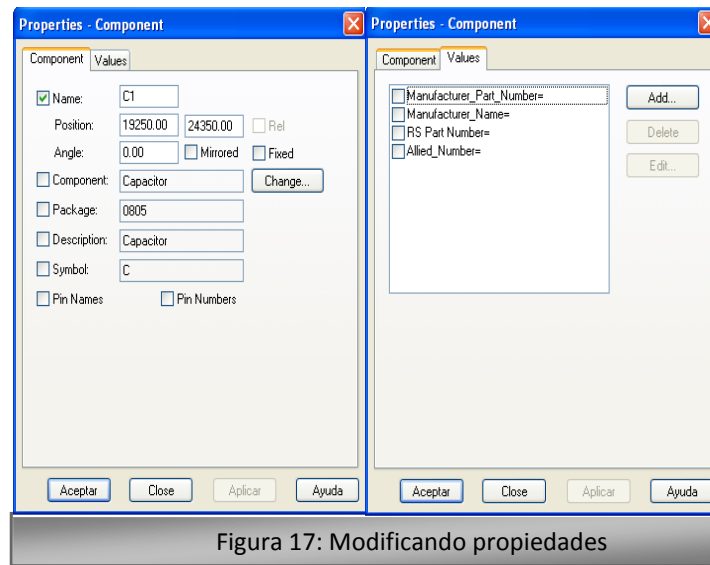 Properties - Component
Component Values
Name: C1
Position: 19250.00 24350.00 Rel
Angle: 0.00 Mirrored Fixed
Component: Capacitor Change...
Package: 0805
Description: Capacitor
Symbol: C
Pin Names Pin Numbers
Aceptar Close Aplicar Ayuda
Properties - Component
Component Values
Manufacturer_Part_Number=
Manufacturer_Name=
RS Part Number=
Allied_Number=
Add...
Delete
Edit...
Aceptar Close Aplicar Ayuda
Figura 17: Modificando propiedades